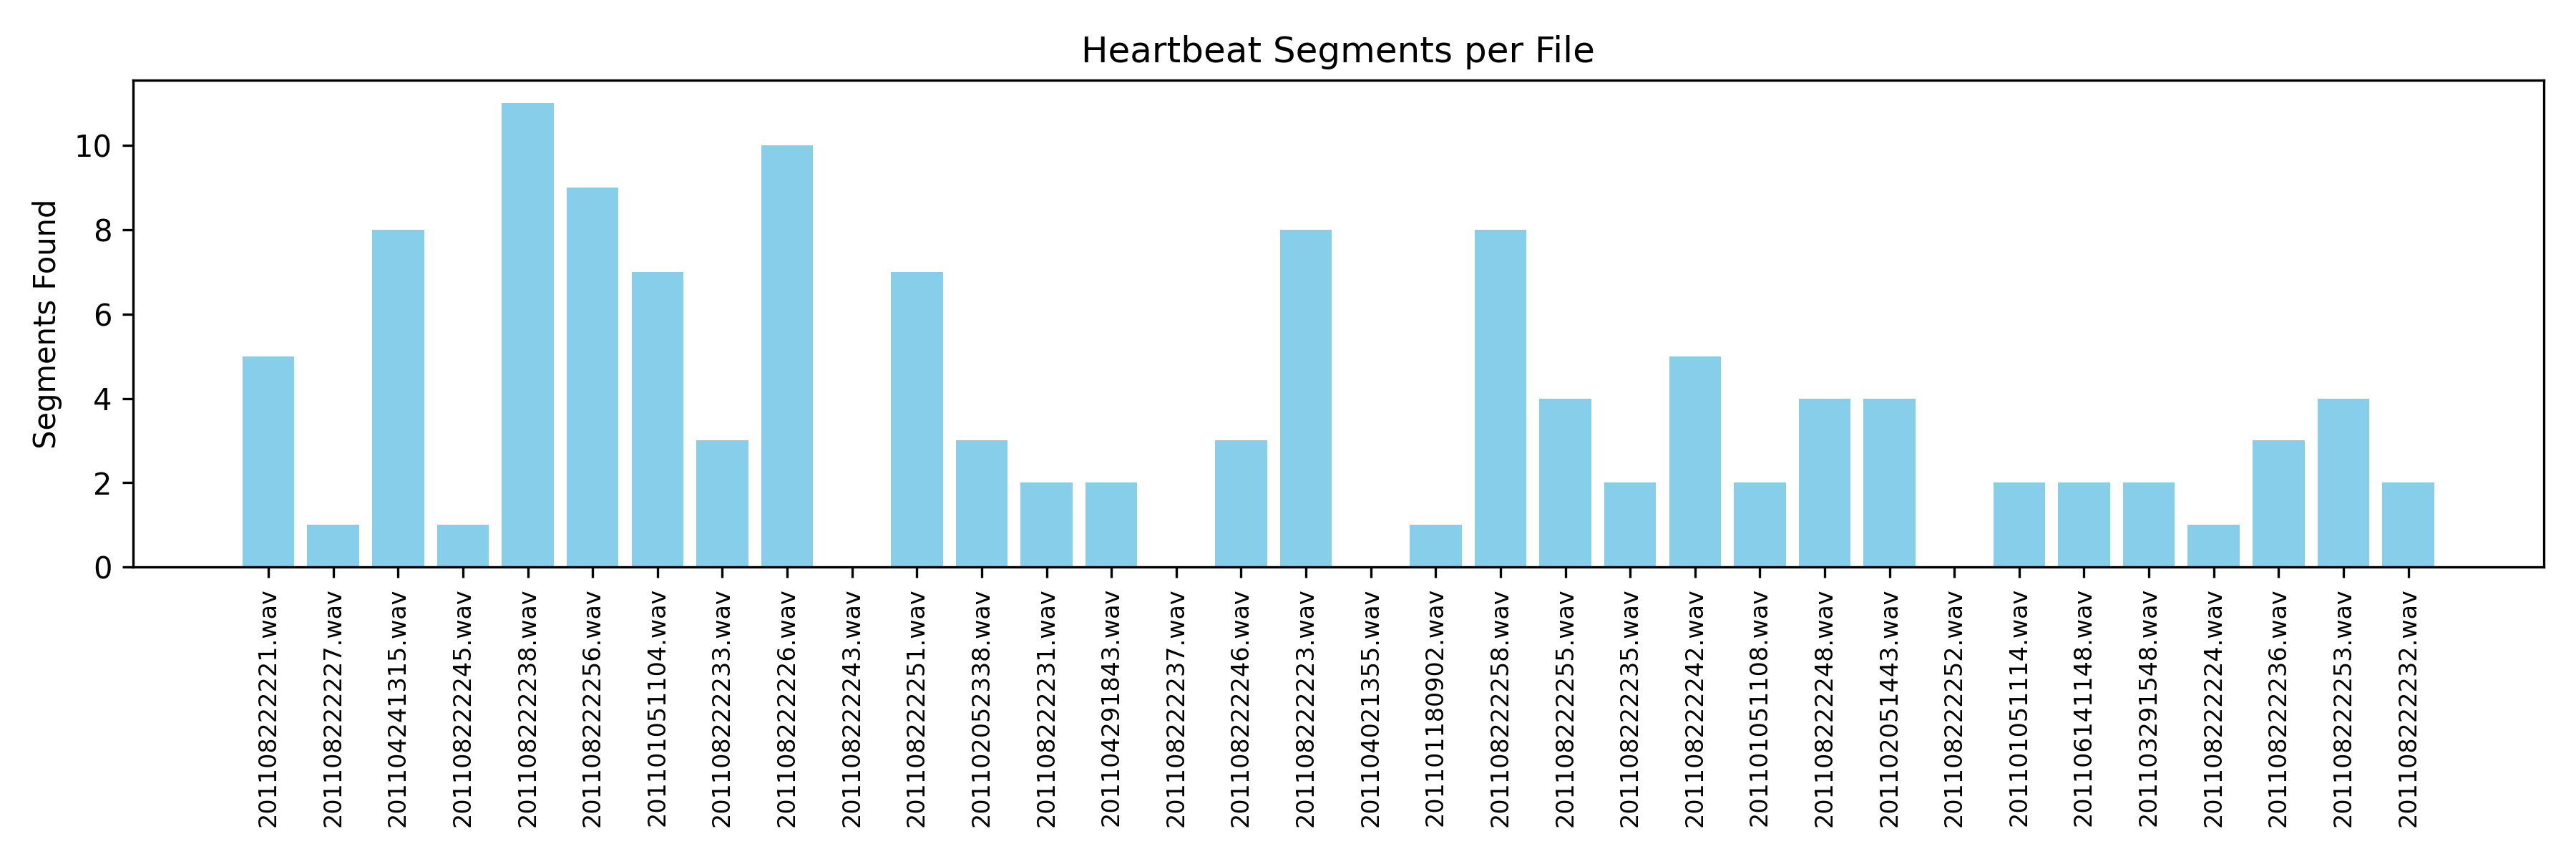 Heartbeat Segments per File
Segments Found
10
8
6
4
2
0
201108222221.wav
201108222227.wav
201104241315.wav
201108222245.wav
201108222238.wav
201108222256.wav
201101051104.wav
201108222233.wav
201108222226.wav
201108222243.wav
201108222251.wav
201102052338.wav
201108222231.wav
201104291843.wav
201108222237.wav
201108222246.wav
201108222223.wav
201104021355.wav
201101180902.wav
201108222258.wav
201108222255.wav
201108222235.wav
201108222242.wav
201101051108.wav
201108222248.wav
201102051443.wav
201108222252.wav
201101051114.wav
201106141148.wav
201103291548.wav
201108222224.wav
201108222236.wav
201108222253.wav
201108222232.wav